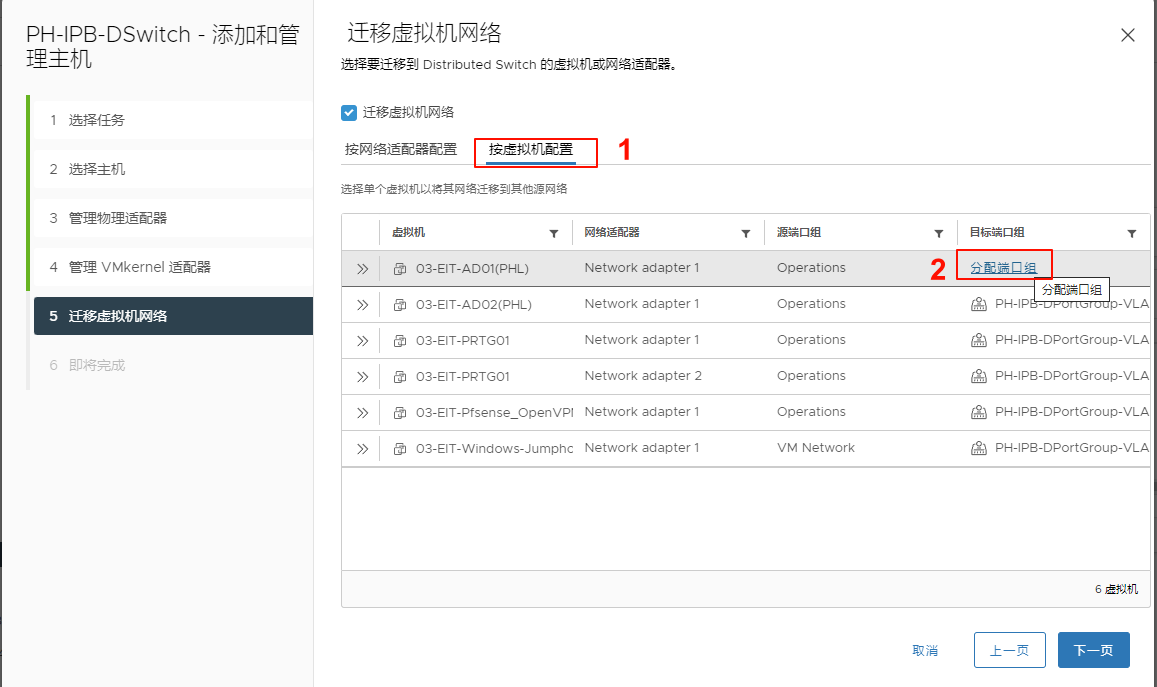 PH-IPB-DSwitch - 添加和管
理主机
1 选择任务
2 选择主机
3 管理物理适配器
4 管理 VMkernel 适配器
5 迁移虚拟机网络
6 即将完成
迁移虚拟机网络
选择要迁移到 Distributed Switch 的虚拟机或网络适配器。
迁移虚拟机网络
按网络适配器配置 按虚拟机配置 1
选择单个虚拟机以将其网络迁移到其他源网络
虚拟机 网络适配器 源端口组 目标端口组
03-EIT-AD01(PHL) Network adapter 1 Operations 2 分配端口组
分配端口组
03-EIT-AD02(PHL) Network adapter 1 Operations PH-IPB-DPortGroup-VLA
03-EIT-PRTG01 Network adapter 1 Operations PH-IPB-DPortGroup-VLA
03-EIT-PRTG01 Network adapter 2 Operations PH-IPB-DPortGroup-VLA
03-EIT-Pfsense_OpenVPN Network adapter 1 Operations PH-IPB-DPortGroup-VLA
03-EIT-Windows-Jumpho Network adapter 1 VM Network PH-IPB-DPortGroup-VLA
6 虚拟机
取消 上一页 下一页